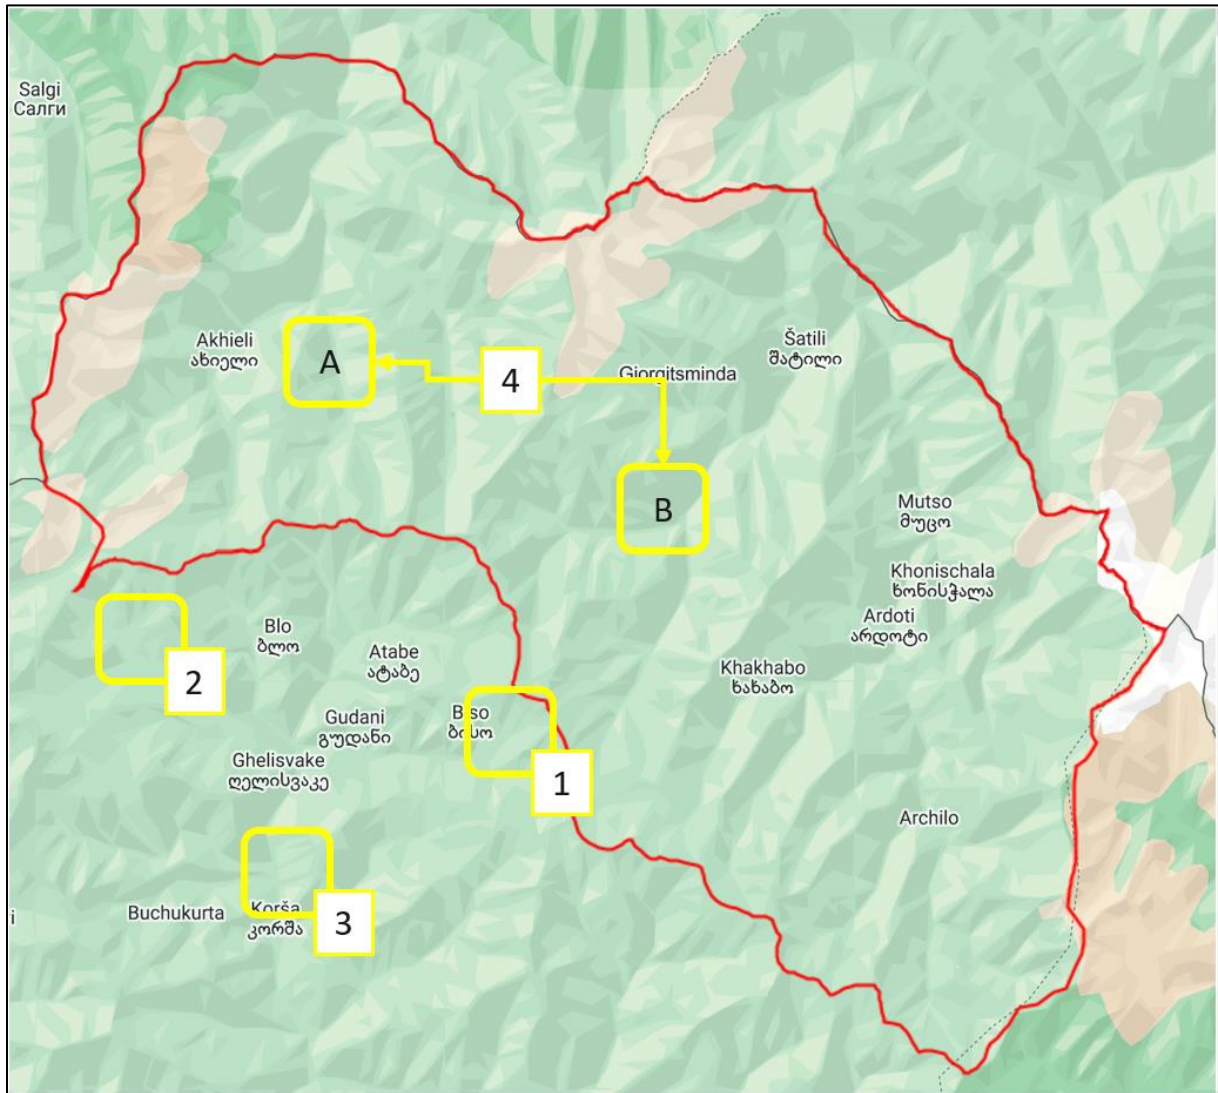 Salgi
Салги
Akhieli
ახიელი
A
4
Giorgitsminda
Šatili
შატილი
B
Mutso
მუცო
Khonischala
ხონისჭალა
Ardoti
არდოტი
Blo
ბლო
Atabe
ატაბე
Khakhabo
ხახაბო
2
Gudani
გუდანი
Biso
ბისო
Ghelisvake
ღელისვაკე
1
Archilo
i
Buchukurta
Korša
კორშა
3